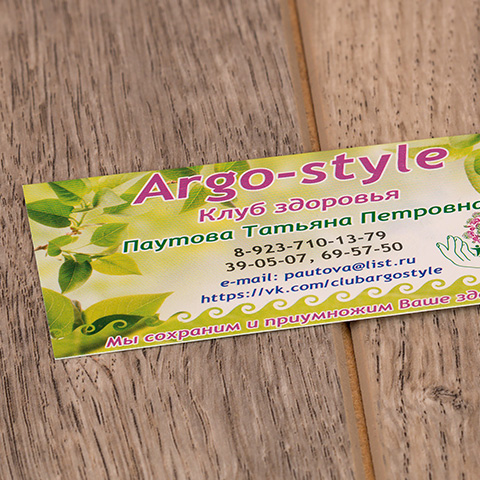 Argo-style
Клуб здоровья
Паутова Татьяна Петровна
8-923-710-13-79
39-05-07, 69-57-50
e-mail: pautova@list.ru
https://vk.com/clubargostyle
Мы сохраним и приумножим Ваше